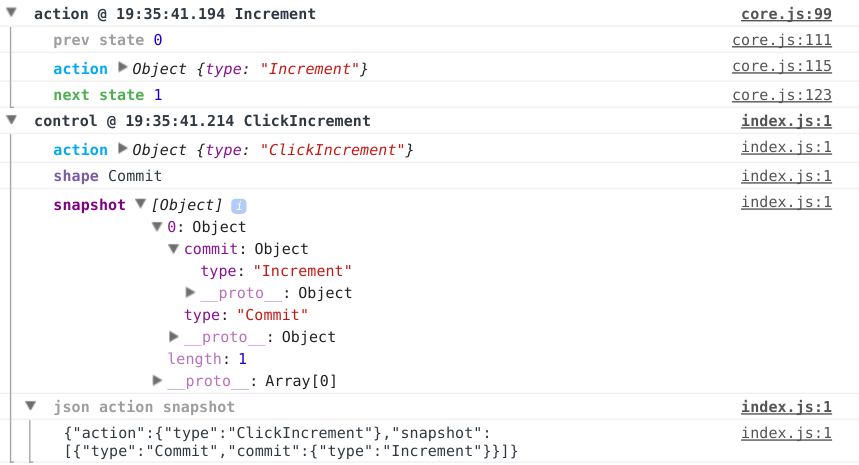 action @ 19:35:41.194 Increment core.js:99
prev state 0 core.js:111
action Object {type: "Increment"} core.js:115
next state 1 core.js:123
control @ 19:35:41.214 ClickIncrement index.js:1
action Object {type: "ClickIncrement"} index.js:1
shape Commit index.js:1
snapshot [Object] i index.js:1
0: Object
commit: Object
type: "Increment"
__proto__: Object
type: "Commit"
__proto__: Object
length: 1
__proto__: Array[0]
json action snapshot index.js:1
{"action":{"type":"ClickIncrement"},"snapshot": index.js:1
[{"type":"Commit","commit":{"type":"Increment"}}]}